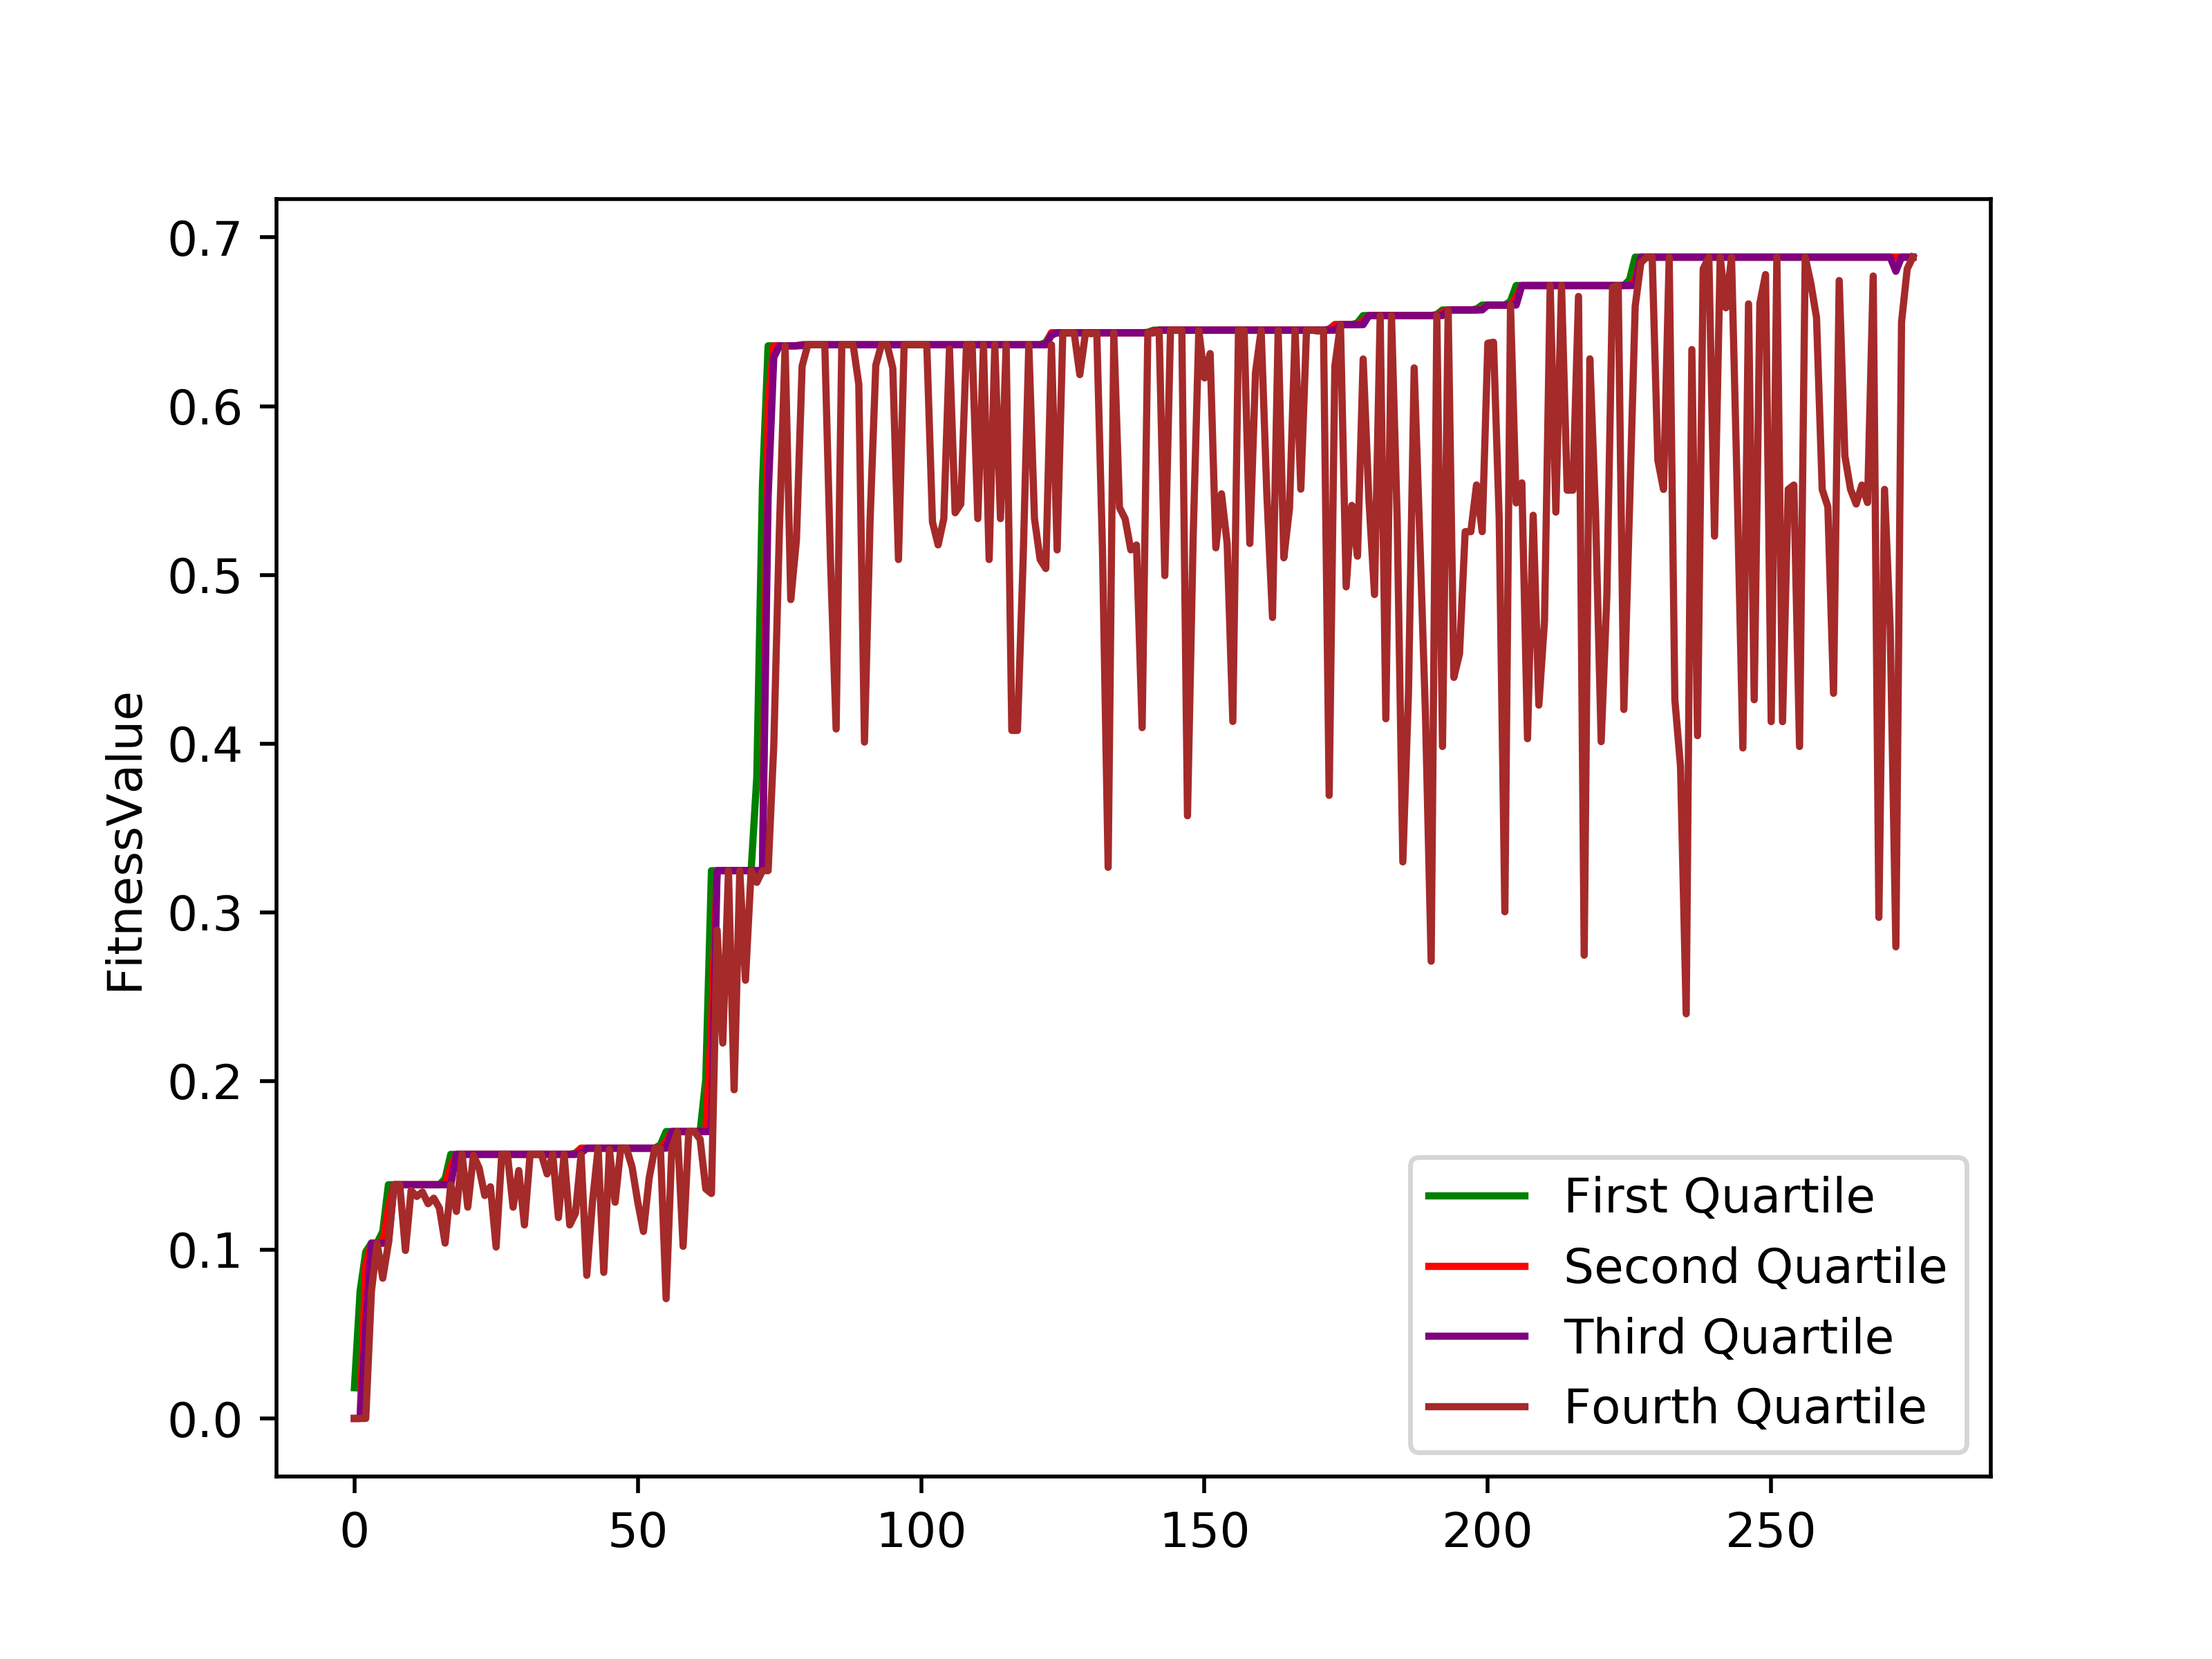 0.7
0.6
0.5
0.4
0.3
0.2
0.1
0.0
FitnessValue
0 50 100 150 200 250
First Quartile
Second Quartile
Third Quartile
Fourth Quartile